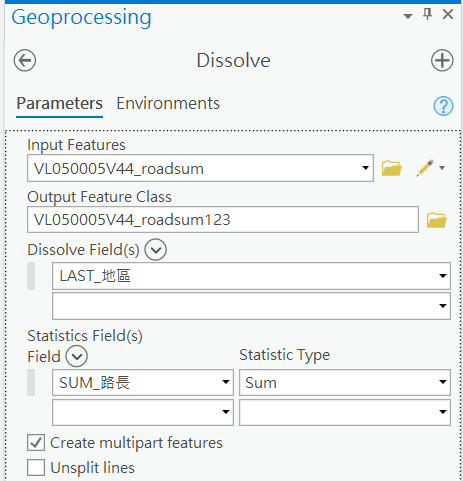 Geoprocessing
Dissolve
Parameters Environments
?
Input Features
VL050005V44_roadsum
Output Feature Class
VL050005V44_roadsum123
Dissolve Field(s)
LAST_地區
Statistics Field(s)
Field Statistic Type
SUM_路長 Sum
Create multipart features
Unsplit lines